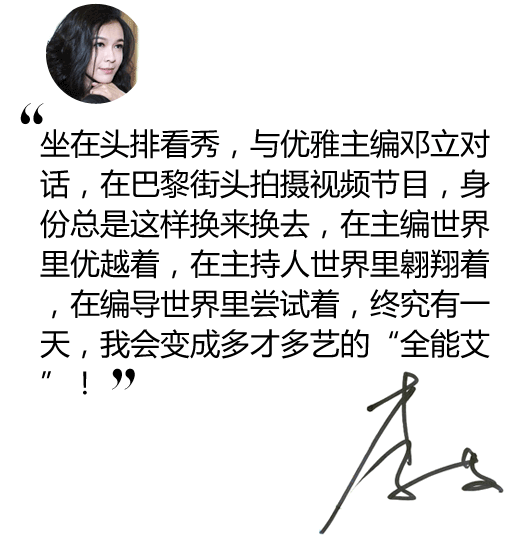 “
坐在头排看秀，与优雅主编邓立对
话，在巴黎街头拍摄视频节目，身
份总是这样换来换去，在主编世界
里优越着，在主持人世界里翱翔着
，在编导世界里尝试着，终究有一
天，我会变成多才多艺的“全能艾
”！”